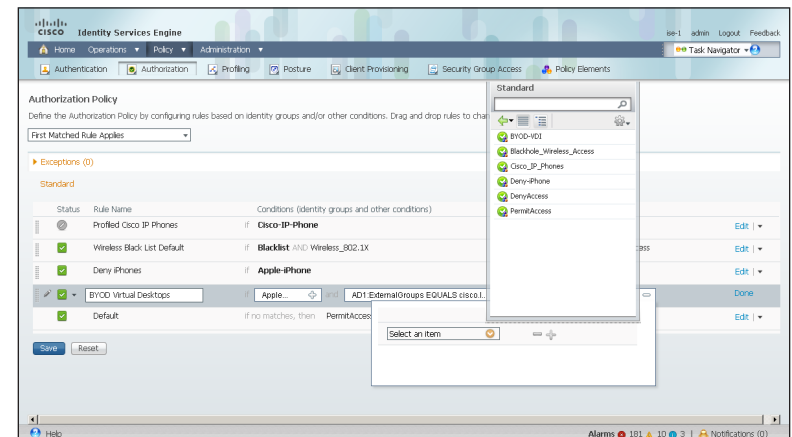 CISCO Identity Services Engine
ise-1 admin Logout Feedback
Home Operations Policy Administration
Task Navigator
Authentication Authorization Profiling Posture Client Provisioning Security Group Access Policy Elements
Authorization Policy
Define the Authorization Policy by configuring rules based on identity groups and/or other conditions. Drag and drop rules to
First Matched Rule Applies
Exceptions (0)
Standard
Status Rule Name Conditions (identity groups and other conditions)
Profiled Cisco IP Phones if Cisco-IP-Phone Edit |
Wireless Black List Default if Blacklist AND Wireless_802.1X Edit |
Deny iPhones if Apple-iPhone Edit |
BYOD Virtual Desktops if Apple... and AD1:ExternalGroups EQUALS cisco.l... Done
Default if no matches, then PermitAcces Edit |
Save Reset
Standard
BYOD-VDI
Blackhole_Wireless_Access
Cisco_IP_Phones
Deny-iPhone
DenyAccess
PermitAccess
Select an item
Help
Alarms 181 10 3 | Notifications (0)